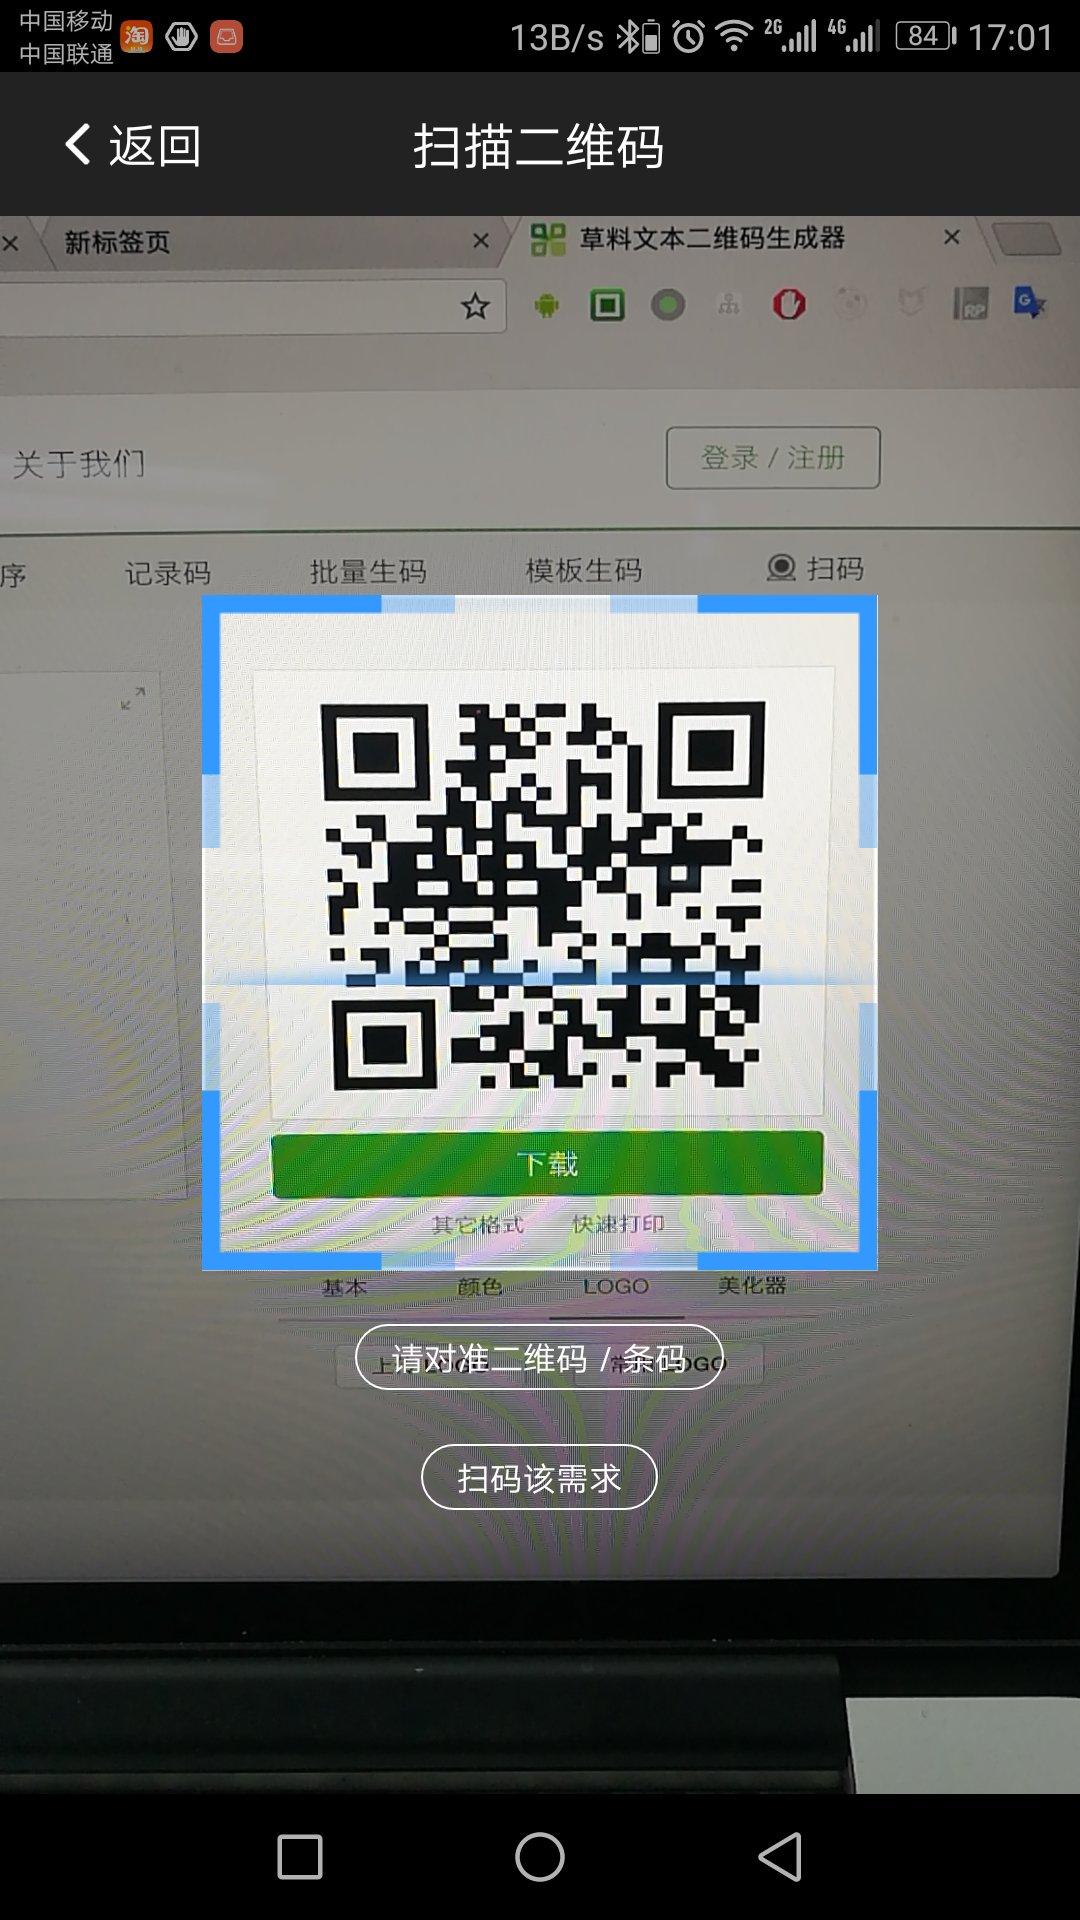 中国移动
中国联通
淘
13B/s
2G
4G
84
17:01
返回
扫描二维码
新标签页
草料文本二维码生成器
RP
G
关于我们
登录 / 注册
序
记录码
批量生码
模板生码
扫码
下载
其它格式
快速打印
基本
颜色
LOGO
美化器
请对准二维码 / 条码
扫码该需求